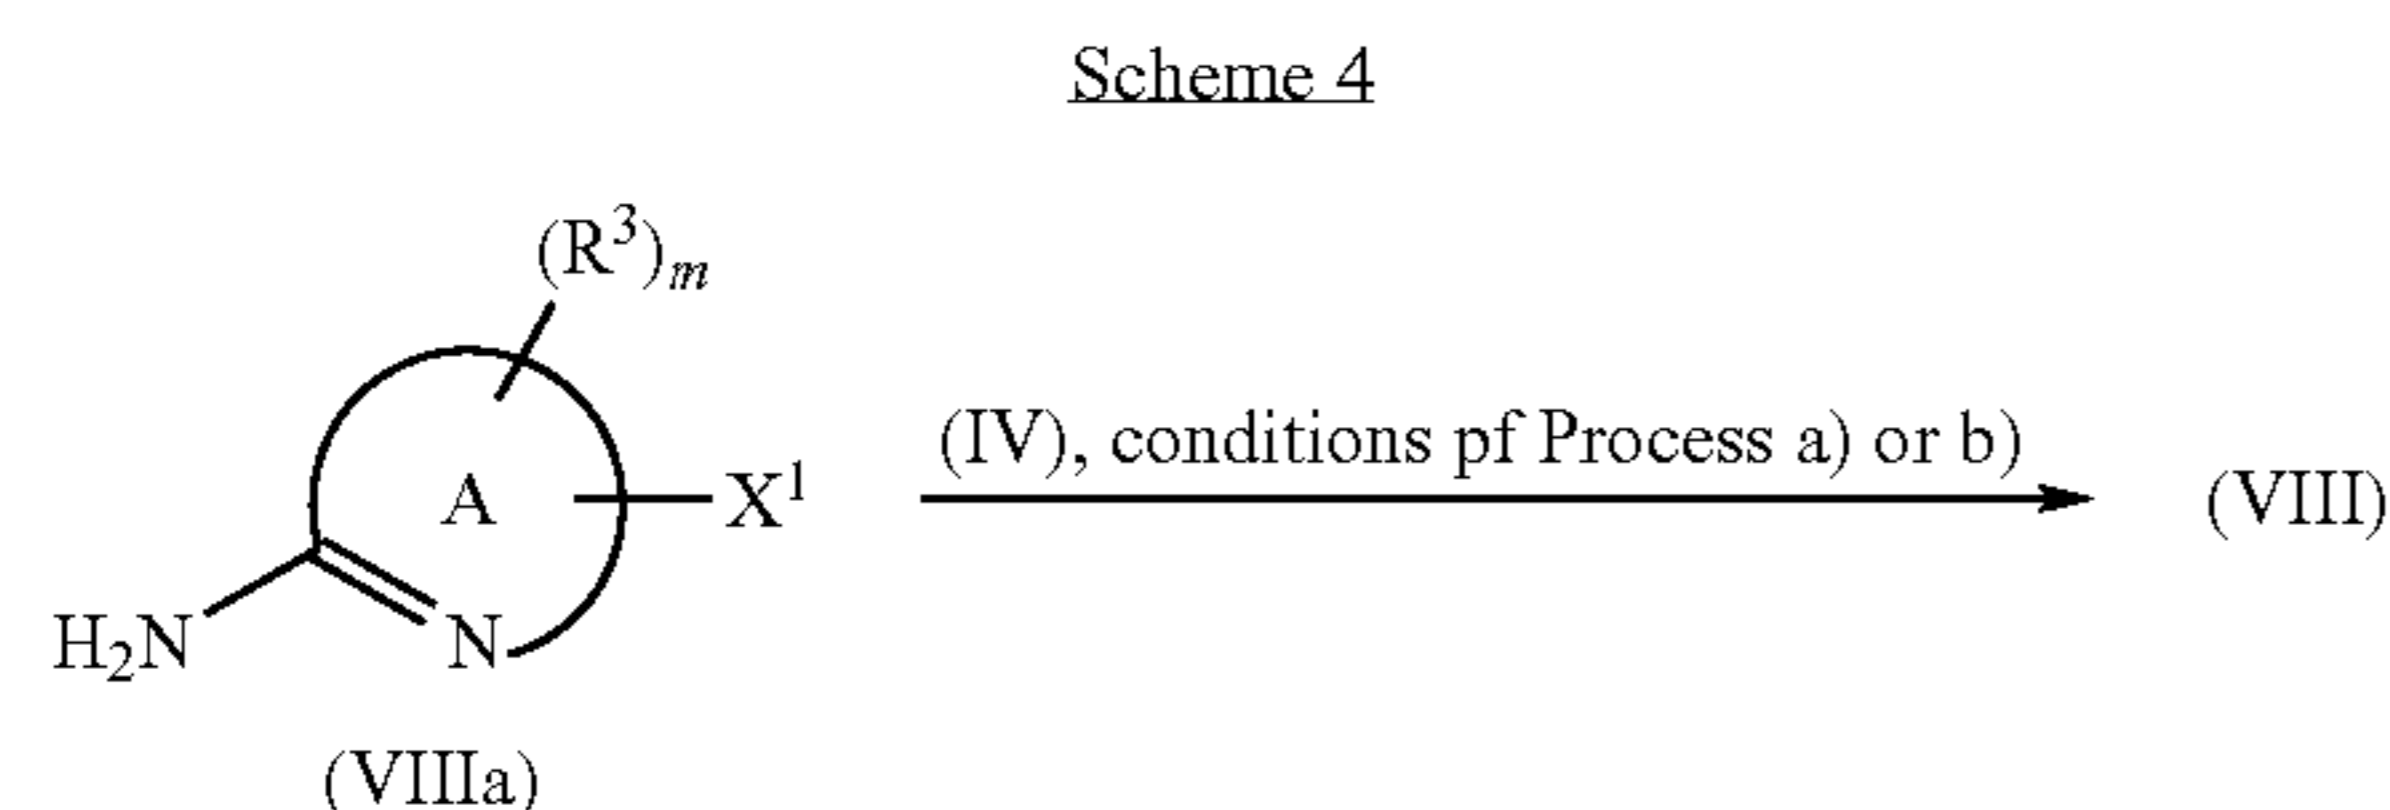 Scheme 4
(R³)ₘ
A
X¹
(IV), conditions pf Process a) or b)
(VIII)
H₂N
N
(VIIIa)